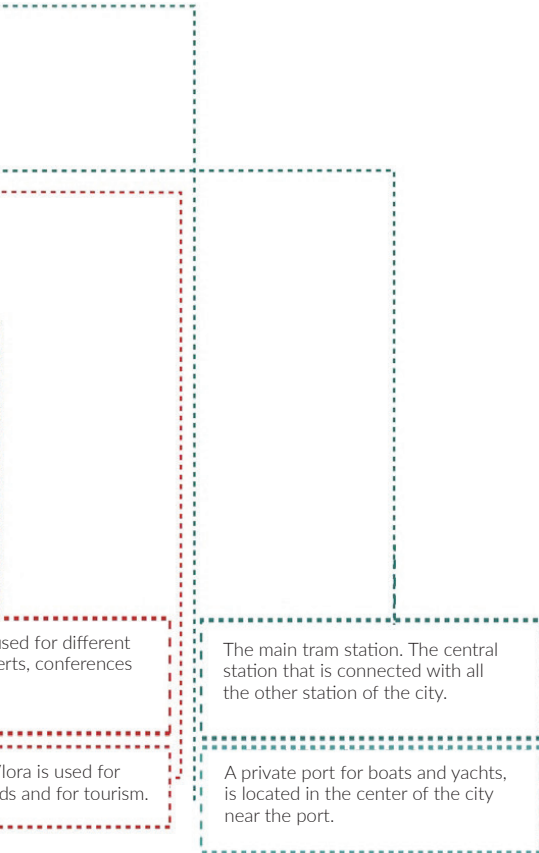 used for different
erts, conferences
The main tram station. The central
station that is connected with all
the other station of the city.
lora is used for
ds and for tourism.
A private port for boats and yachts,
is located in the center of the city
near the port.